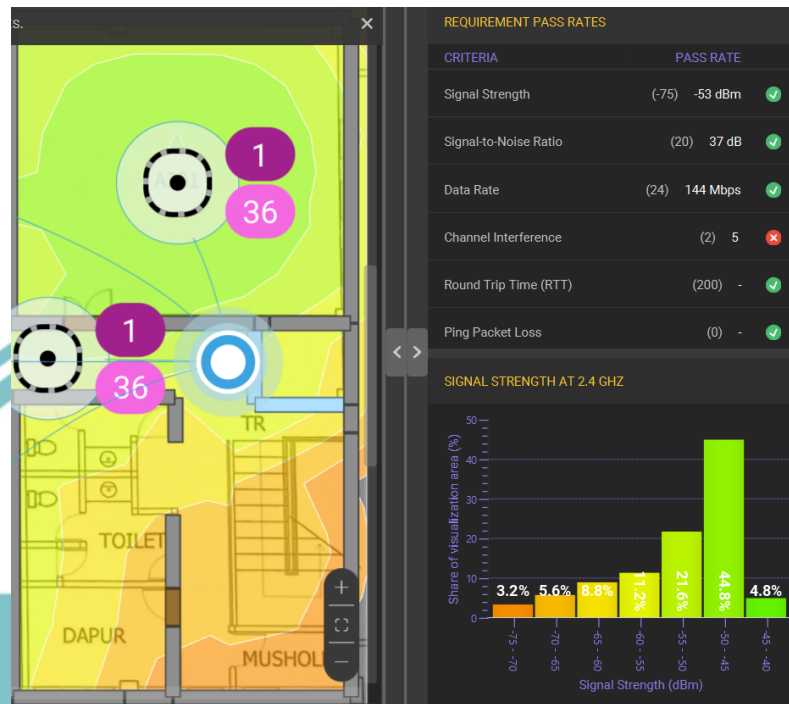 s.
1
36
1
36
TR
TOILET
DAPUR
MUSHOL
REQUIREMENT PASS RATES
CRITERIA PASS RATE
Signal Strength (-75) -53 dBm
Signal-to-Noise Ratio (20) 37 dB
Data Rate (24) 144 Mbps
Channel Interference (2) 5
Round Trip Time (RTT) (200) -
Ping Packet Loss (0) -
SIGNAL STRENGTH AT 2.4 GHZ
Share of visualization area (%)
50
40
30
20
10
0
3.2% 5.6% 8.8% 11.2% 21.6% 44.8% 4.8%
-75 - -70
-70 - -65
-65 - -60
-60 - -55
-55 - -50
-50 - -45
-45 - -40
Signal Strength (dBm)